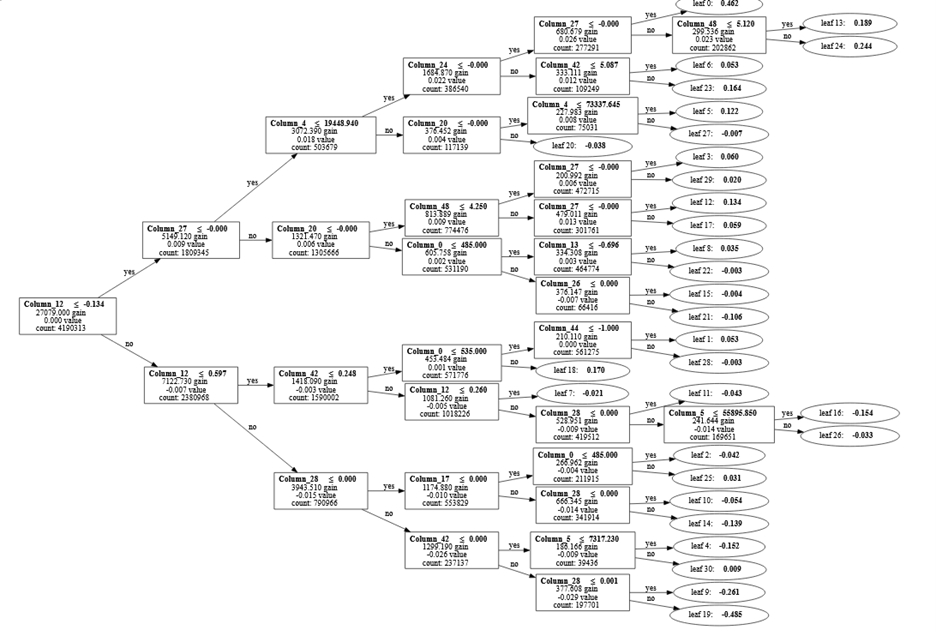 leaf 0: 0.462
Column_27 ≤ -0.000
680.679 gain
0.026 value
count: 277291
yes
no
Column_48 ≤ 5.120
299.336 gain
0.023 value
count: 202862
yes
no
leaf 13: 0.189
leaf 24: 0.244
Column_24 ≤ -0.000
1684.870 gain
0.022 value
count: 386540
yes
no
Column_42 ≤ 5.087
333.111 gain
0.012 value
count: 109249
yes
no
leaf 6: 0.053
leaf 23: 0.164
Column_4 ≤ 19448.940
3072.390 gain
0.018 value
count: 503679
yes
no
Column_20 ≤ -0.000
376.452 gain
0.004 value
count: 117139
yes
no
Column_4 ≤ 73337.645
227.983 gain
0.008 value
count: 75031
yes
no
leaf 5: 0.122
leaf 27: -0.007
leaf 20: -0.038
Column_27 ≤ -0.000
5149.120 gain
0.009 value
count: 1809345
yes
no
Column_20 ≤ -0.000
1321.470 gain
0.006 value
count: 1305666
yes
no
Column_48 ≤ 4.250
813.889 gain
0.009 value
count: 774476
yes
no
Column_27 ≤ -0.000
200.992 gain
0.006 value
count: 472715
yes
no
leaf 3: 0.060
leaf 29: 0.020
Column_27 ≤ -0.000
479.011 gain
0.013 value
count: 301761
yes
no
leaf 12: 0.134
leaf 17: 0.059
Column_0 ≤ 485.000
605.758 gain
0.002 value
count: 531190
yes
no
Column_13 ≤ -0.696
334.308 gain
0.003 value
count: 464774
yes
no
leaf 8: 0.035
leaf 22: -0.003
Column_26 ≤ 0.000
376.147 gain
-0.007 value
count: 66416
yes
no
leaf 15: -0.004
leaf 21: -0.106
Column_12 ≤ -0.134
27079.000 gain
0.000 value
count: 4190313
yes
no
Column_12 ≤ 0.597
7122.730 gain
-0.007 value
count: 2380968
yes
no
Column_42 ≤ 0.248
1418.090 gain
-0.003 value
count: 1590002
yes
no
Column_0 ≤ 535.000
453.484 gain
0.001 value
count: 571776
yes
no
Column_44 ≤ -1.000
210.110 gain
0.000 value
count: 561275
yes
no
leaf 1: 0.053
leaf 28: -0.003
leaf 18: 0.170
Column_12 ≤ 0.260
1081.260 gain
-0.005 value
count: 1018226
yes
no
leaf 7: -0.021
Column_28 ≤ 0.000
528.951 gain
-0.009 value
count: 419512
yes
no
leaf 11: -0.043
Column_5 ≤ 55895.850
241.644 gain
-0.014 value
count: 169651
yes
no
leaf 16: -0.154
leaf 26: -0.033
Column_28 ≤ 0.000
3943.510 gain
-0.015 value
count: 790966
yes
no
Column_17 ≤ 0.000
1174.880 gain
-0.010 value
count: 553829
yes
no
Column_0 ≤ 485.000
266.962 gain
-0.004 value
count: 211915
yes
no
leaf 2: -0.042
leaf 25: 0.031
Column_28 ≤ 0.000
666.345 gain
-0.014 value
count: 341914
yes
no
leaf 10: -0.054
leaf 14: -0.139
Column_42 ≤ 0.000
1299.190 gain
-0.026 value
count: 237137
yes
no
Column_5 ≤ 7317.230
186.166 gain
-0.009 value
count: 39436
yes
no
leaf 4: -0.152
leaf 30: 0.009
Column_28 ≤ 0.001
377.608 gain
-0.029 value
count: 197701
yes
no
leaf 9: -0.261
leaf 19: -0.485